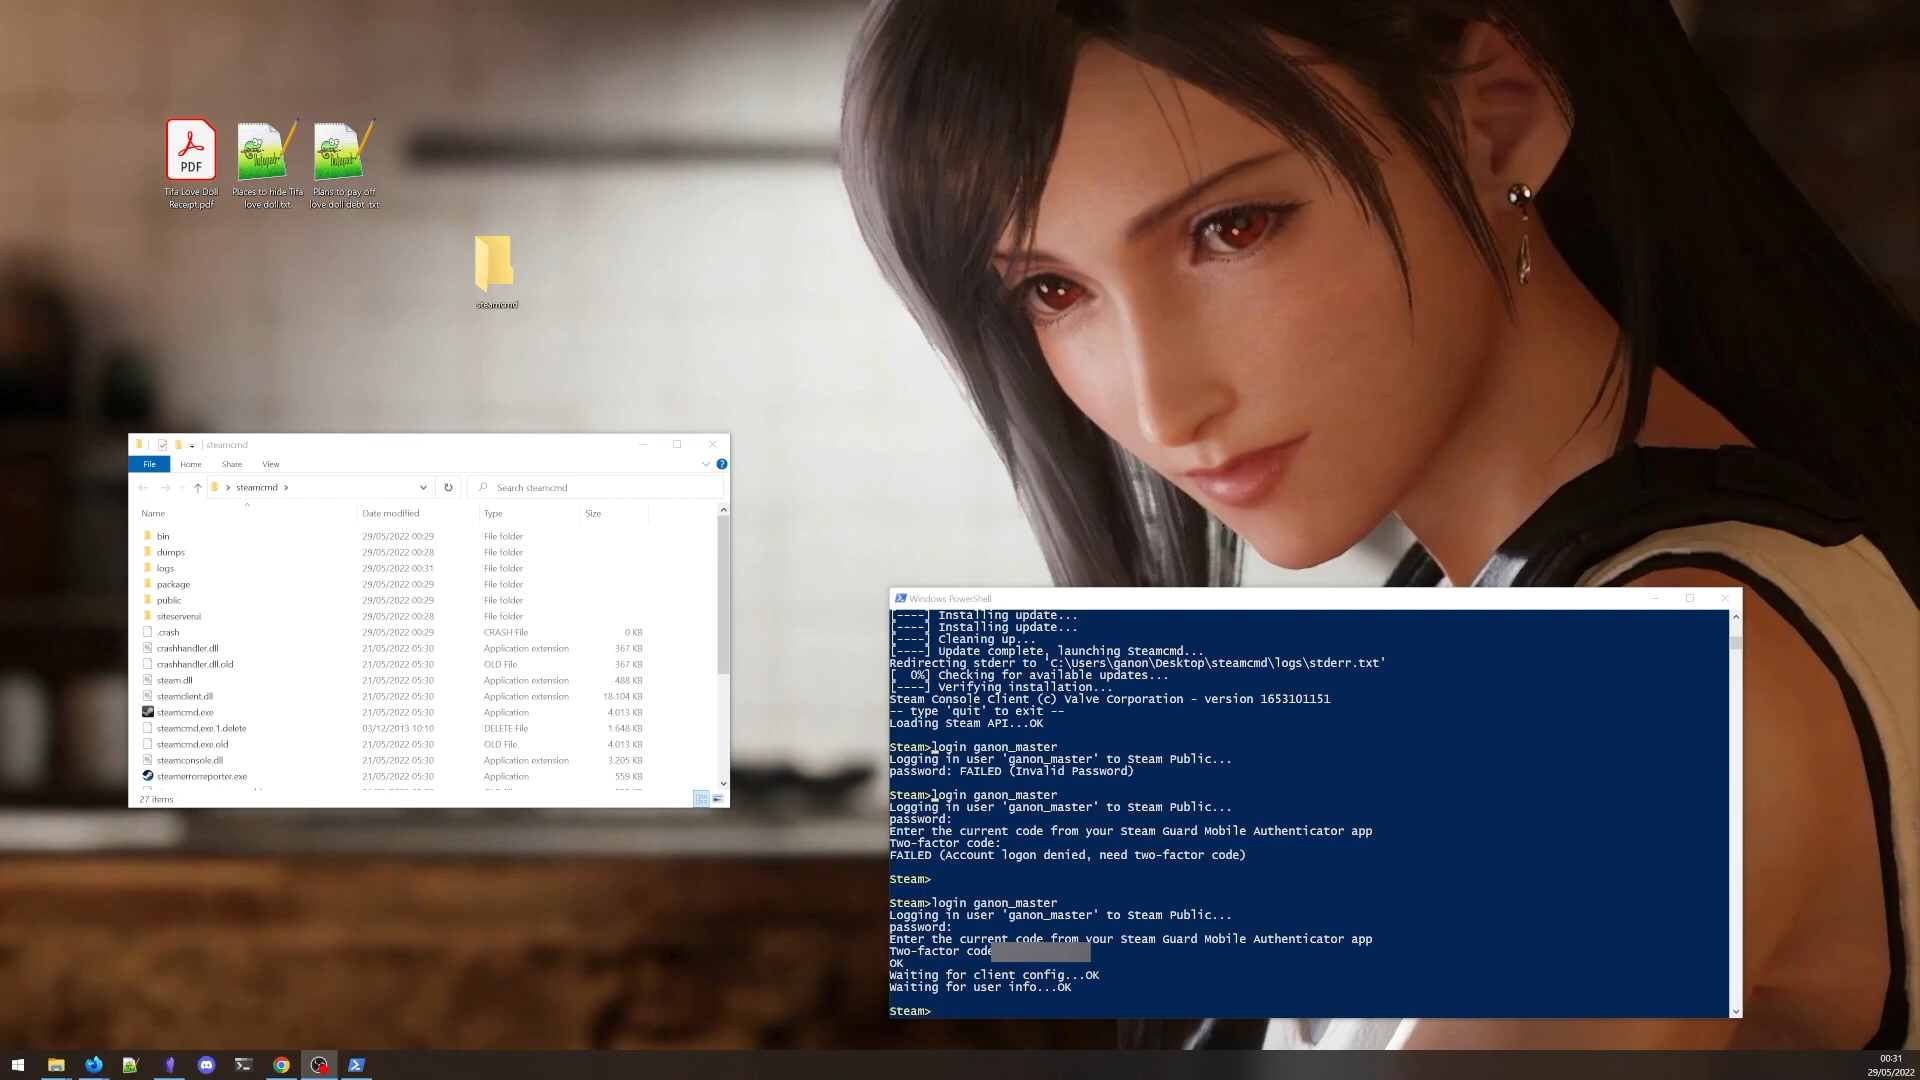 PDF
Tifa Love Doll
Receipt.pdf
Places to hide Tifa
love doll.txt
Plans to pay off
love doll debt .txt
steamcmd
steamcmd
File Home Share View
steamcmd
Search steamcmd
Name Date modified Type Size
bin 29/05/2022 00:29 File folder
dumps 29/05/2022 00:28 File folder
logs 29/05/2022 00:31 File folder
package 29/05/2022 00:29 File folder
public 29/05/2022 00:29 File folder
siteserverui 29/05/2022 00:28 File folder
.crash 29/05/2022 00:29 CRASH File 0 KB
crashhandler.dll 21/05/2022 05:30 Application extension 367 KB
crashhandler.dll.old 21/05/2022 05:30 OLD File 367 KB
steam.dll 21/05/2022 05:30 Application extension 488 KB
steamclient.dll 21/05/2022 05:30 Application extension 18.104 KB
steamcmd.exe 21/05/2022 05:30 Application 4.013 KB
steamcmd.exe.1.delete 03/12/2013 10:10 DELETE File 1.648 KB
steamcmd.exe.old 21/05/2022 05:30 OLD File 4.013 KB
steamconsole.dll 21/05/2022 05:30 Application extension 3.205 KB
steamerrorreporter.exe 21/05/2022 05:30 Application 559 KB
27 items
Windows PowerShell
[----] Installing update...
[----] Installing update...
[----] Cleaning up...
[----] Update complete, launching Steamcmd...
Redirecting stderr to 'C:\Users\ganon\Desktop\steamcmd\logs\stderr.txt'
[  0%] Checking for available updates...
[----] Verifying installation...
Steam Console Client (c) Valve Corporation - version 1653101151
-- type 'quit' to exit --
Loading Steam API...OK
Steam>login ganon_master
Logging in user 'ganon_master' to Steam Public...
password: FAILED (Invalid Password)
Steam>login ganon_master
Logging in user 'ganon_master' to Steam Public...
password:
Enter the current code from your Steam Guard Mobile Authenticator app
Two-factor code:
FAILED (Account logon denied, need two-factor code)
Steam>
Steam>login ganon_master
Logging in user 'ganon_master' to Steam Public...
password:
Enter the current code from your Steam Guard Mobile Authenticator app
Two-factor code
OK
Waiting for client config...OK
Waiting for user info...OK
Steam>
00:31
29/05/2022